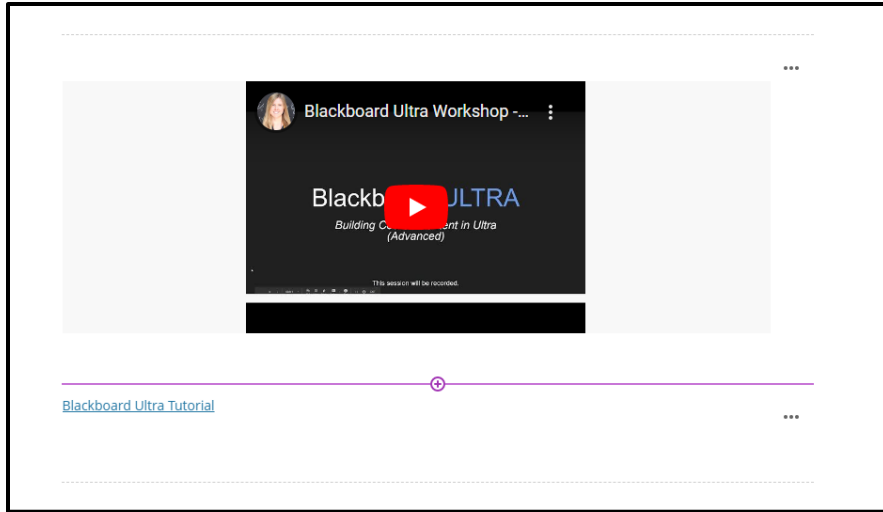 Blackboard Ultra Workshop -...
Blackb ULTRA
Building C ent in Ultra
(Advanced)
This session will be recorded.
Blackboard Ultra Tutorial